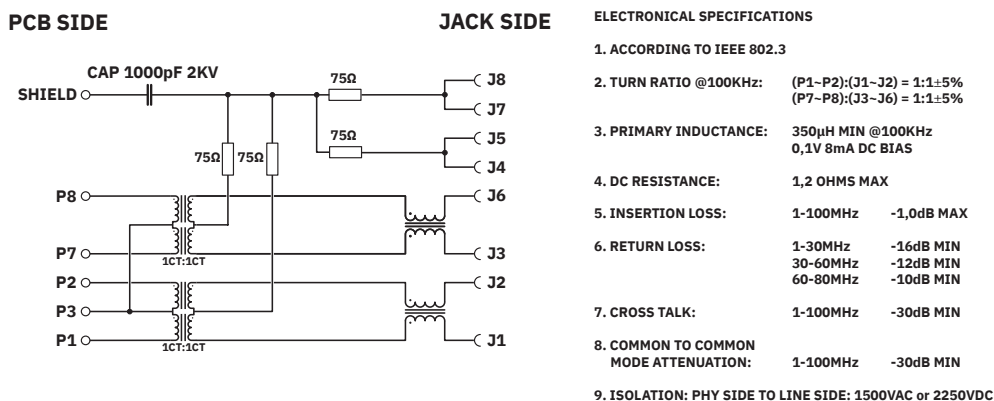 PCB SIDE
JACK SIDE
CAP 1000pF 2KV
SHIELD
75Ω
J8
J7
75Ω
J5
J4
75Ω 75Ω
P8
J6
P7
1CT:1CT
J3
P2
J2
P3
P1
1CT:1CT
J1
ELECTRONICAL SPECIFICATIONS
1. ACCORDING TO IEEE 802.3
2. TURN RATIO @100KHz: (P1~P2):(J1~J2) = 1:1±5%
(P7~P8):(J3~J6) = 1:1±5%
3. PRIMARY INDUCTANCE: 350µH MIN @100KHz
0,1V 8mA DC BIAS
4. DC RESISTANCE: 1,2 OHMS MAX
5. INSERTION LOSS: 1-100MHz -1,0dB MAX
6. RETURN LOSS: 1-30MHz -16dB MIN
30-60MHz -12dB MIN
60-80MHz -10dB MIN
7. CROSS TALK: 1-100MHz -30dB MIN
8. COMMON TO COMMON
MODE ATTENUATION: 1-100MHz -30dB MIN
9. ISOLATION: PHY SIDE TO LINE SIDE: 1500VAC or 2250VDC